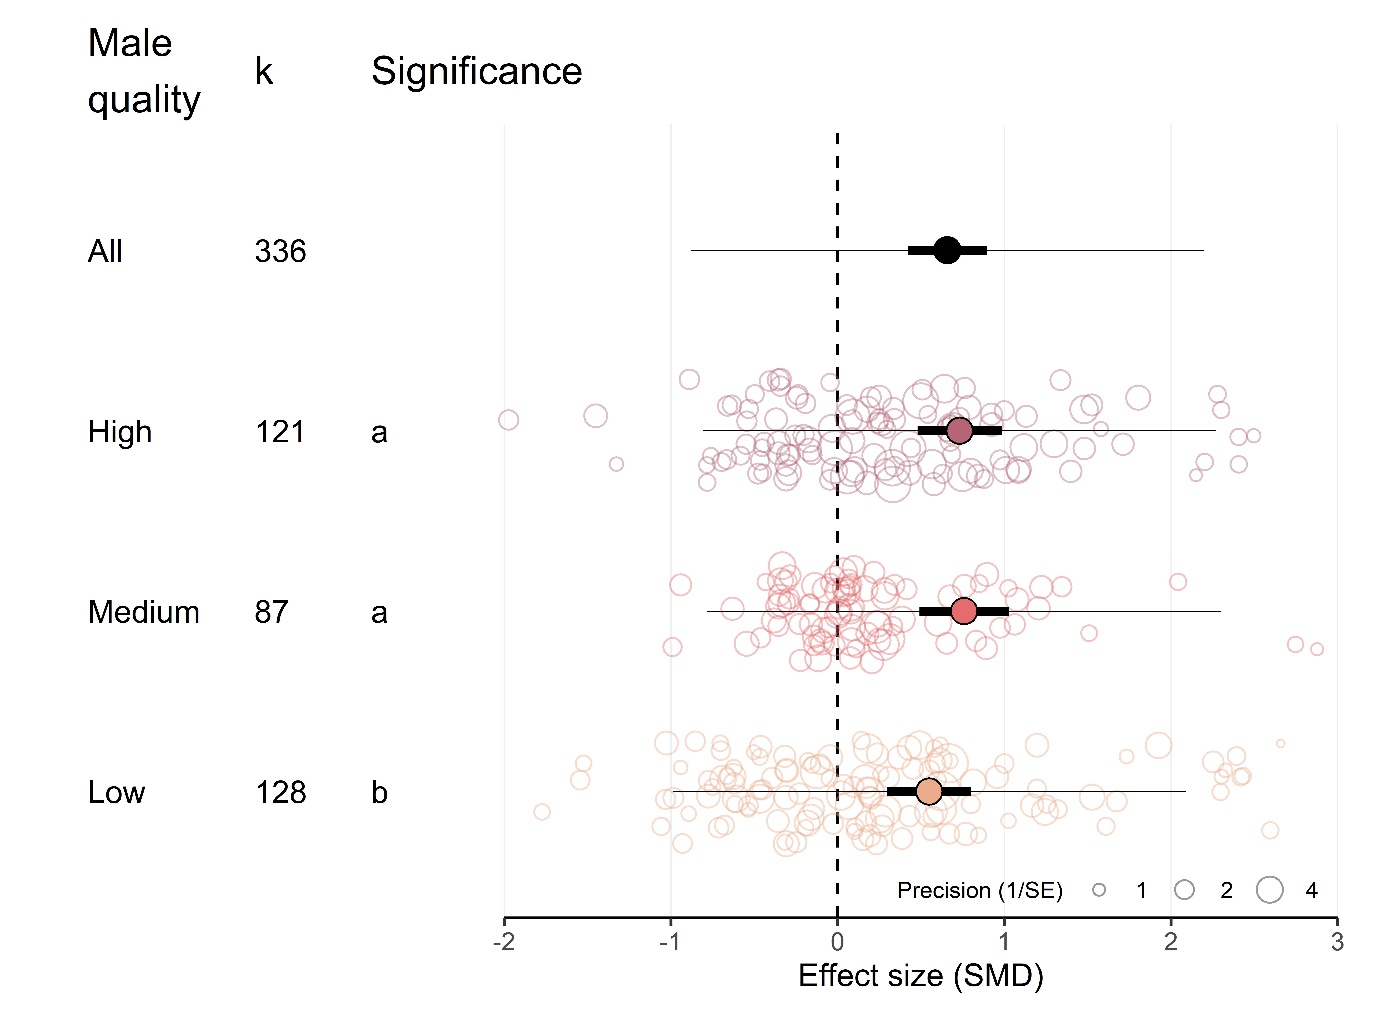 Male
quality
k
Significance
All
336
High
121
a
Medium
87
a
Low
128
b
Precision (1/SE)
1
2
4
-2
-1
0
1
2
3
Effect size (SMD)